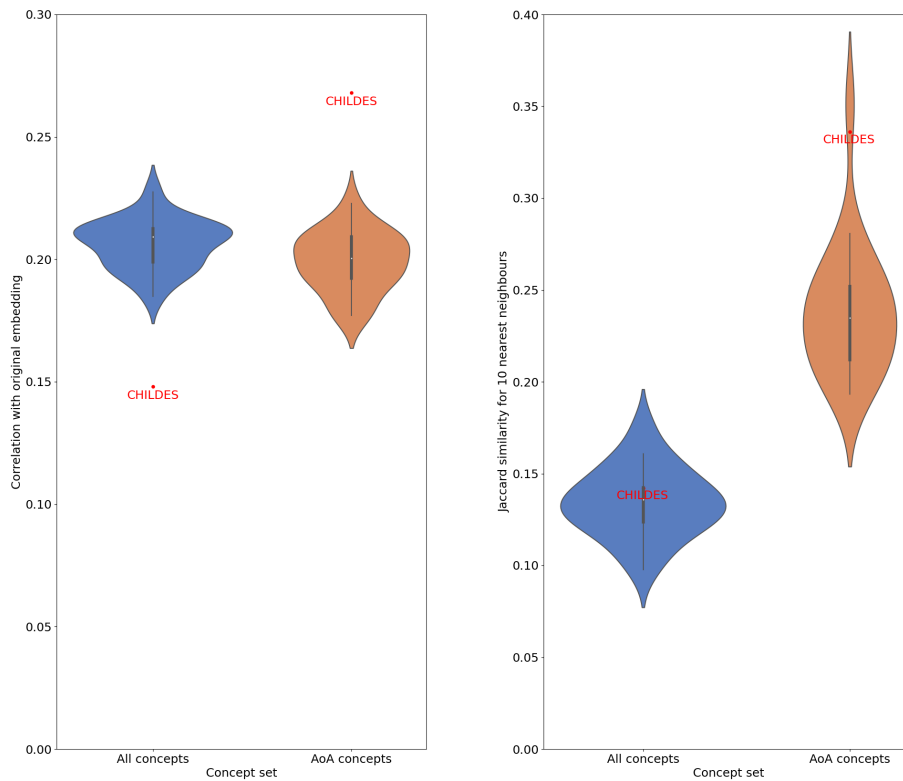 0.30
0.25
0.20
0.15
0.10
0.05
0.00
Correlation with original embedding
CHILDES
CHILDES
All concepts
AoA concepts
Concept set
0.40
0.35
0.30
0.25
0.20
0.15
0.10
0.05
0.00
Jaccard similarity for 10 nearest neighbours
CHILDES
CHILDES
All concepts
AoA concepts
Concept set